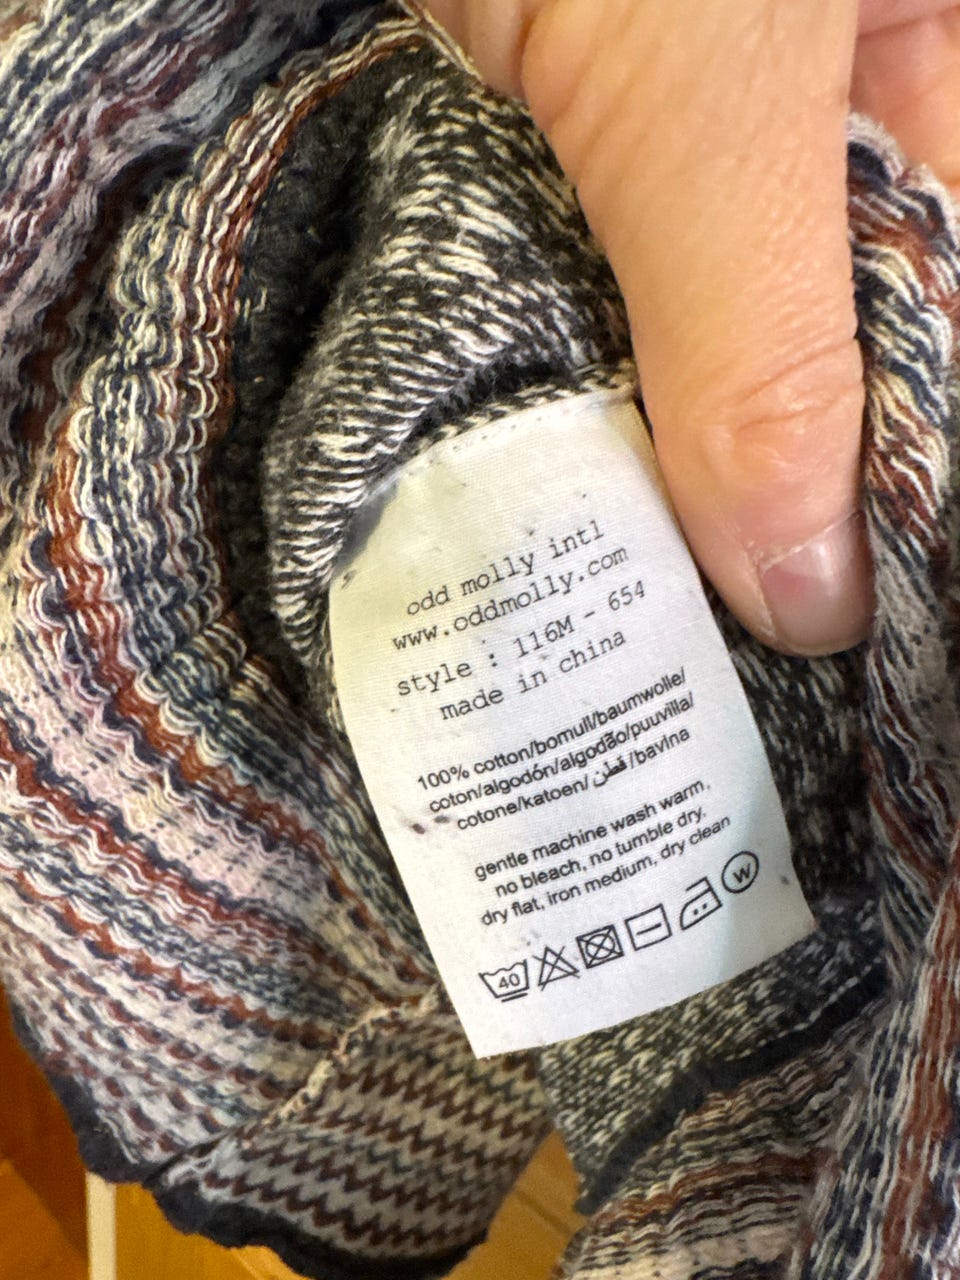 odd molly intl
www.oddmolly.com
style : 116M - 654
made in china
100% cotton/bomull/baumwolle/
coton/algodón/algodão/puuvilla/
cotone/katoen/قطن/bavlna
gentle machine wash warm,
no bleach, no tumble dry,
dry flat, iron medium, dry clean
40 W